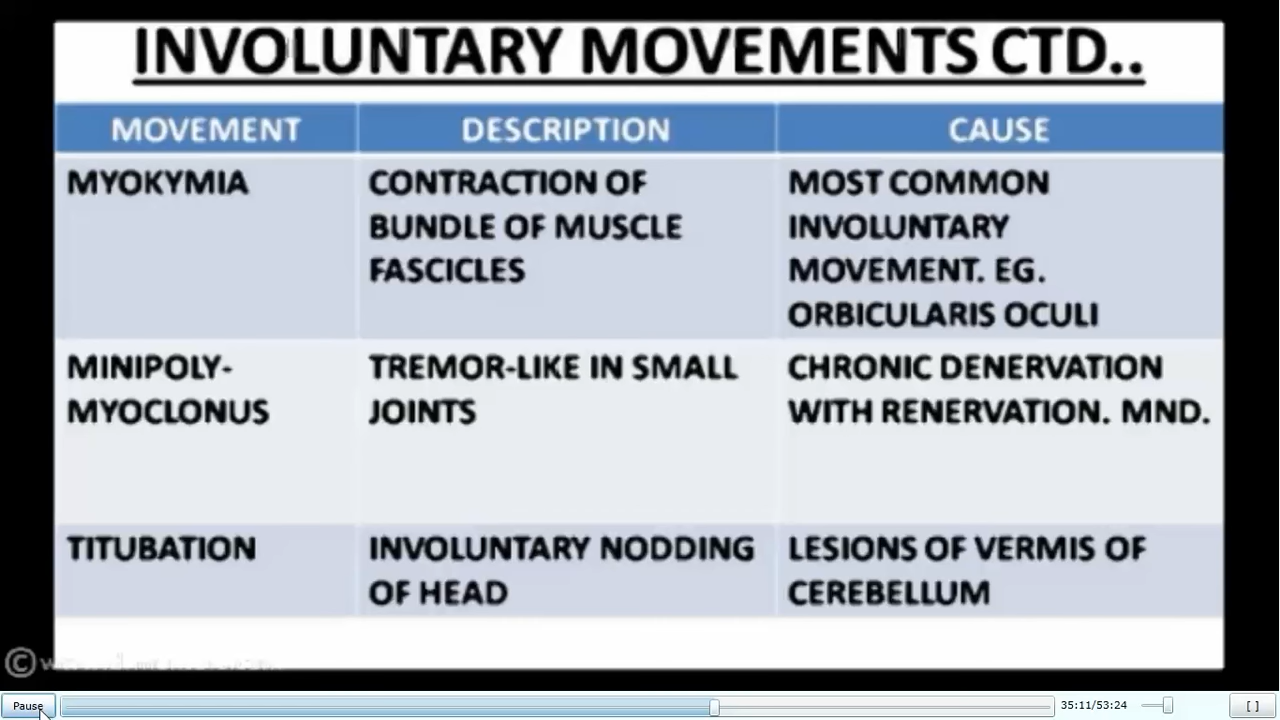 INVOLUNTARY MOVEMENTS CTD..
MOVEMENT DESCRIPTION CAUSE
MYOKYMIA
CONTRACTION OF
BUNDLE OF MUSCLE
FASCICLES
MOST COMMON
INVOLUNTARY
MOVEMENT. EG.
ORBICULARIS OCULI
MINIPOLY-
MYOCLONUS
TREMOR-LIKE IN SMALL
JOINTS
CHRONIC DENERVATION
WITH RENERVATION. MND.
TITUBATION
INVOLUNTARY NODDING
OF HEAD
LESIONS OF VERMIS OF
CEREBELLUM
©
Pause 35:11/53:24 [ ]